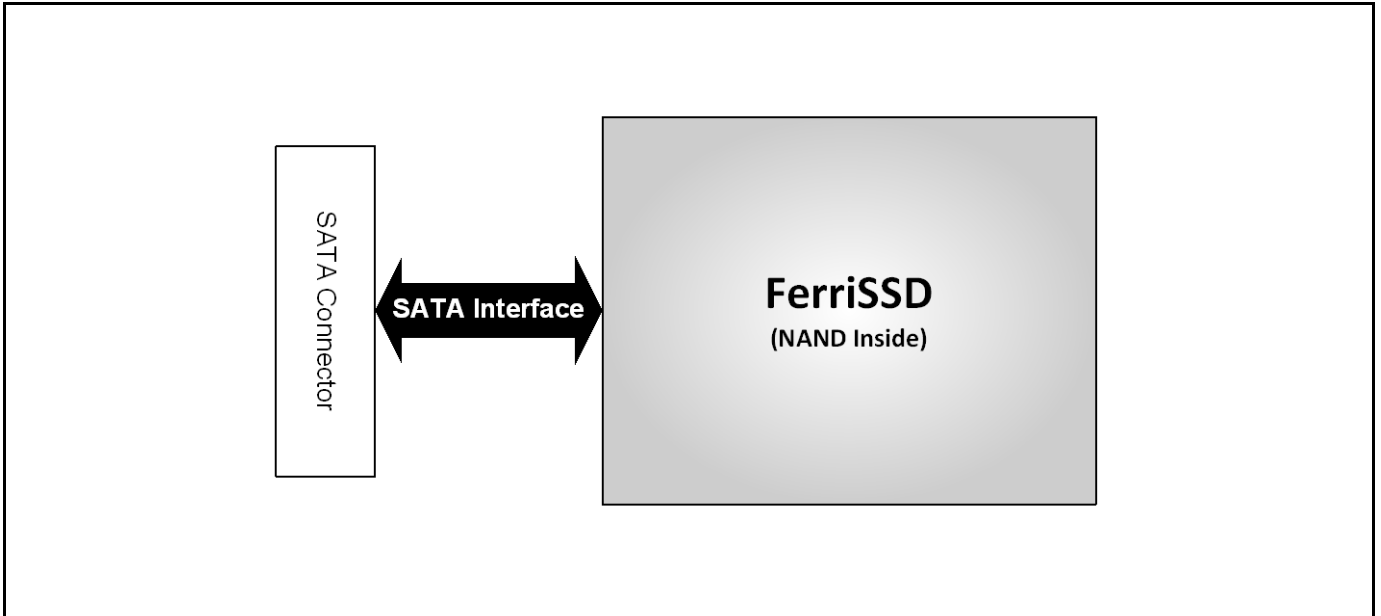 SATA Connector
SATA Interface
FerriSSD
(NAND Inside)